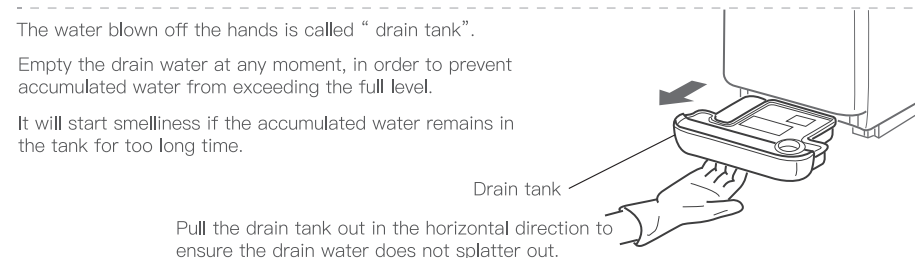 The water blown off the hands is called “ drain tank”.
Empty the drain water at any moment, in order to prevent
accumulated water from exceeding the full level.
It will start smelliness if the accumulated water remains in
the tank for too long time.
Drain tank
Pull the drain tank out in the horizontal direction to
ensure the drain water does not splatter out.